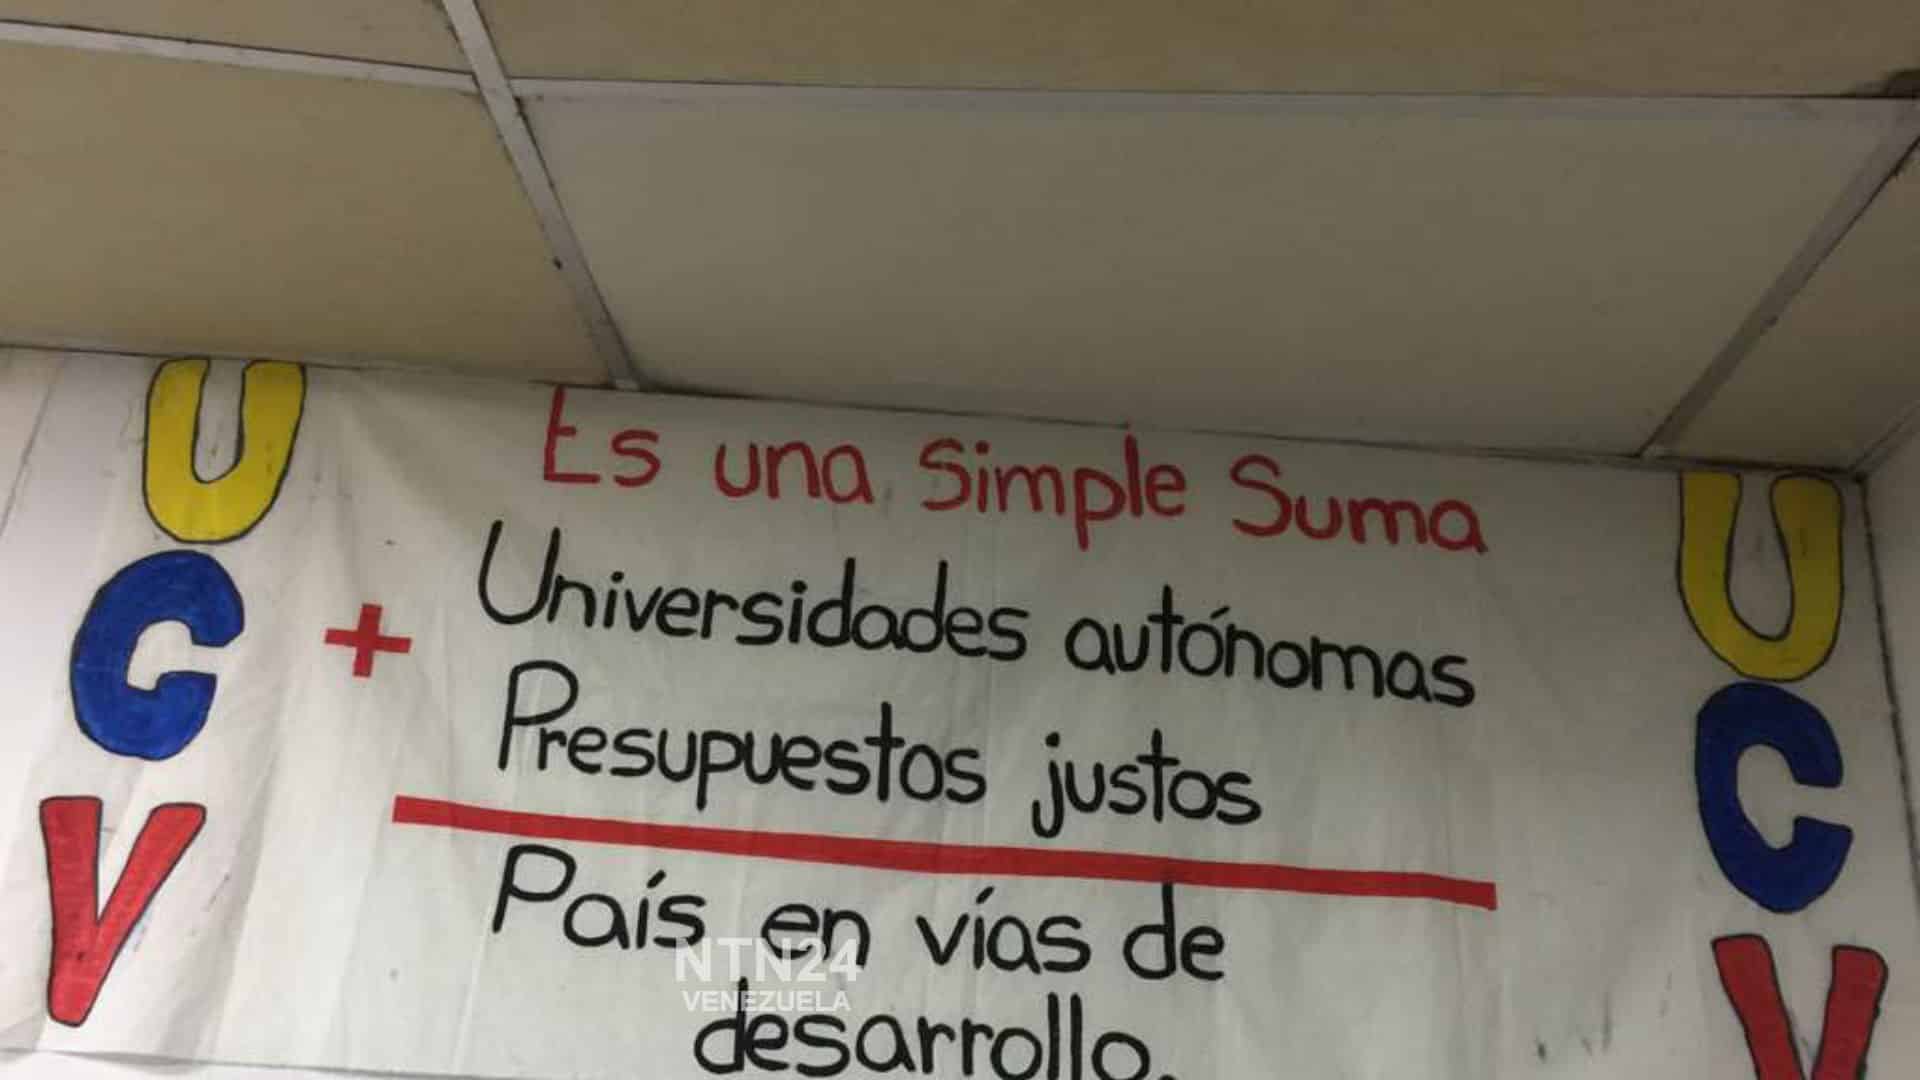 UCV
Es una simple Suma
+ Universidades autónomas
Presupuestos justos
País en vías de
desarrollo.
UCV
NTN24
VENEZUELA